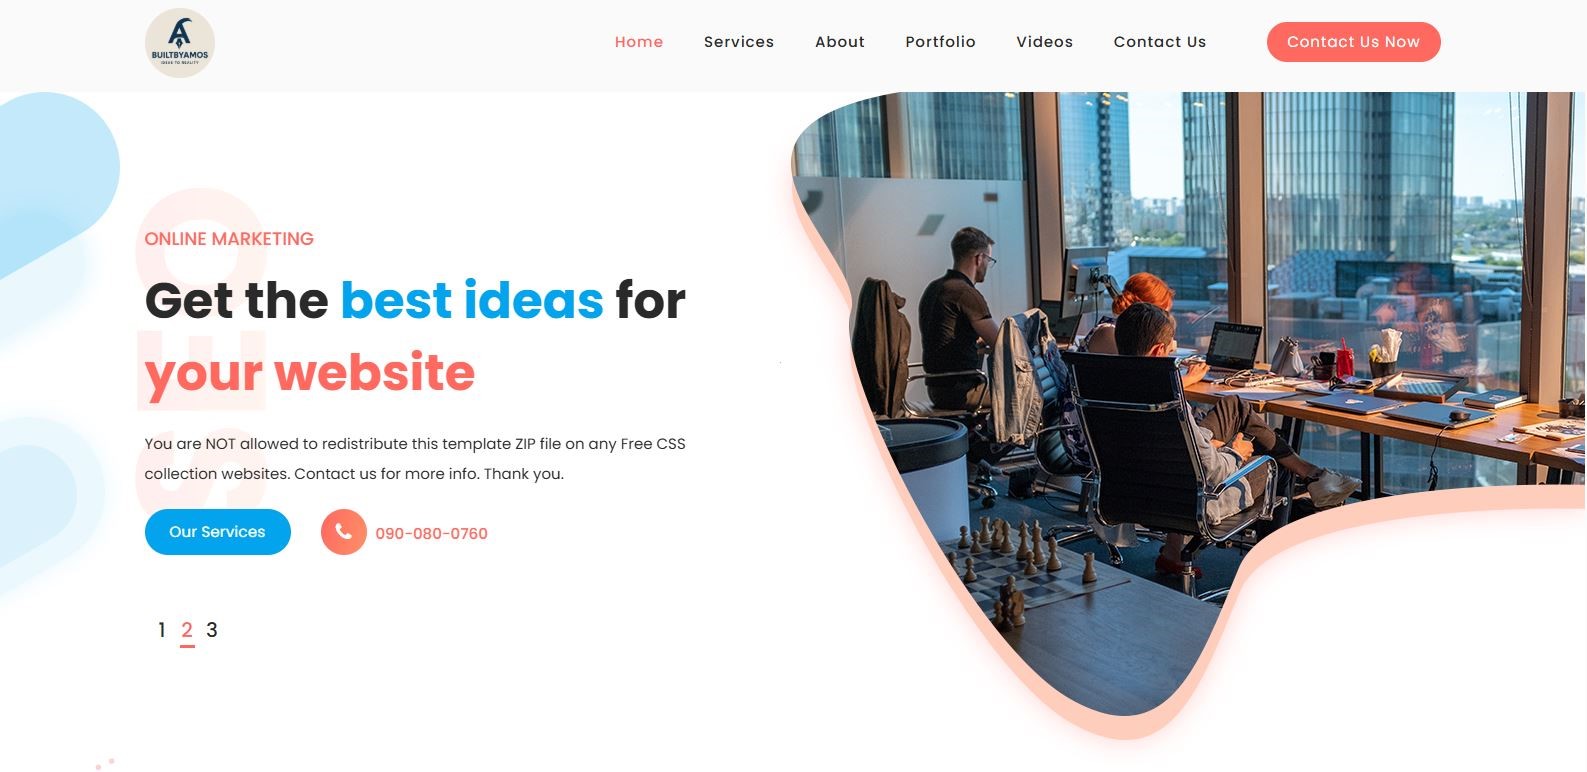 BUILTBYAMOS
IDEAS TO REALITY
Home
Services
About
Portfolio
Videos
Contact Us
Contact Us Now
SEO
ONLINE MARKETING
Get the best ideas for
your website
You are NOT allowed to redistribute this template ZIP file on any Free CSS
collection websites. Contact us for more info. Thank you.
Our Services
090-080-0760
1 2 3